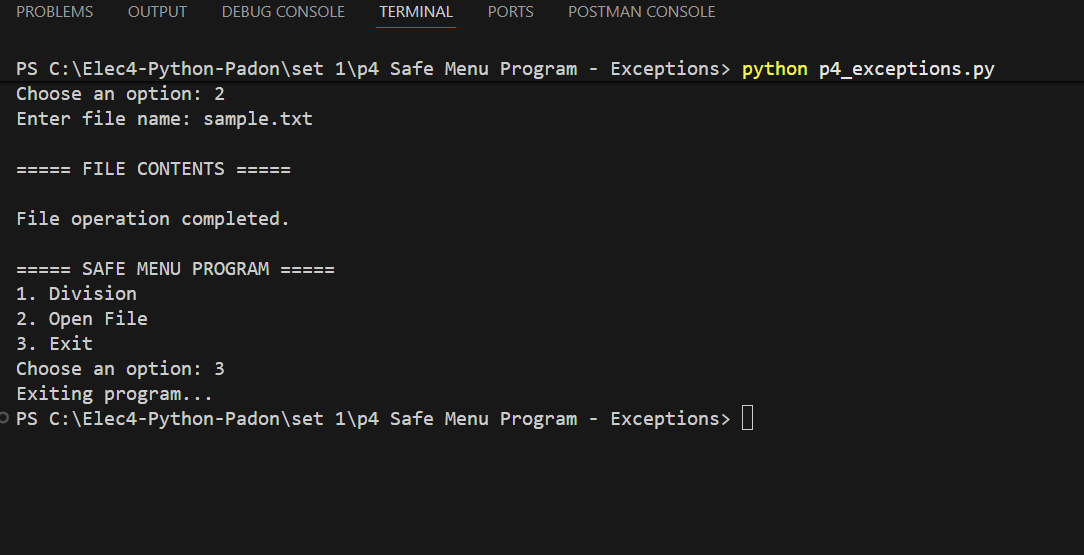 PROBLEMS OUTPUT DEBUG CONSOLE TERMINAL PORTS POSTMAN CONSOLE
PS C:\Elec4-Python-Padon\set 1\p4 Safe Menu Program - Exceptions> python p4_exceptions.py
Choose an option: 2
Enter file name: sample.txt
===== FILE CONTENTS =====
File operation completed.
===== SAFE MENU PROGRAM =====
1. Division
2. Open File
3. Exit
Choose an option: 3
Exiting program...
PS C:\Elec4-Python-Padon\set 1\p4 Safe Menu Program - Exceptions>